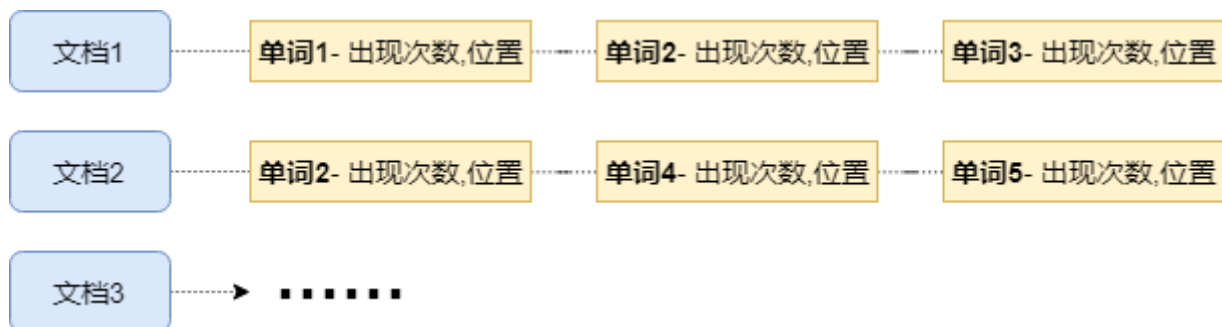 文档1 单词1- 出现次数,位置 单词2- 出现次数,位置 单词3- 出现次数,位置
文档2 单词2- 出现次数,位置 单词4- 出现次数,位置 单词5- 出现次数,位置
文档3 ......